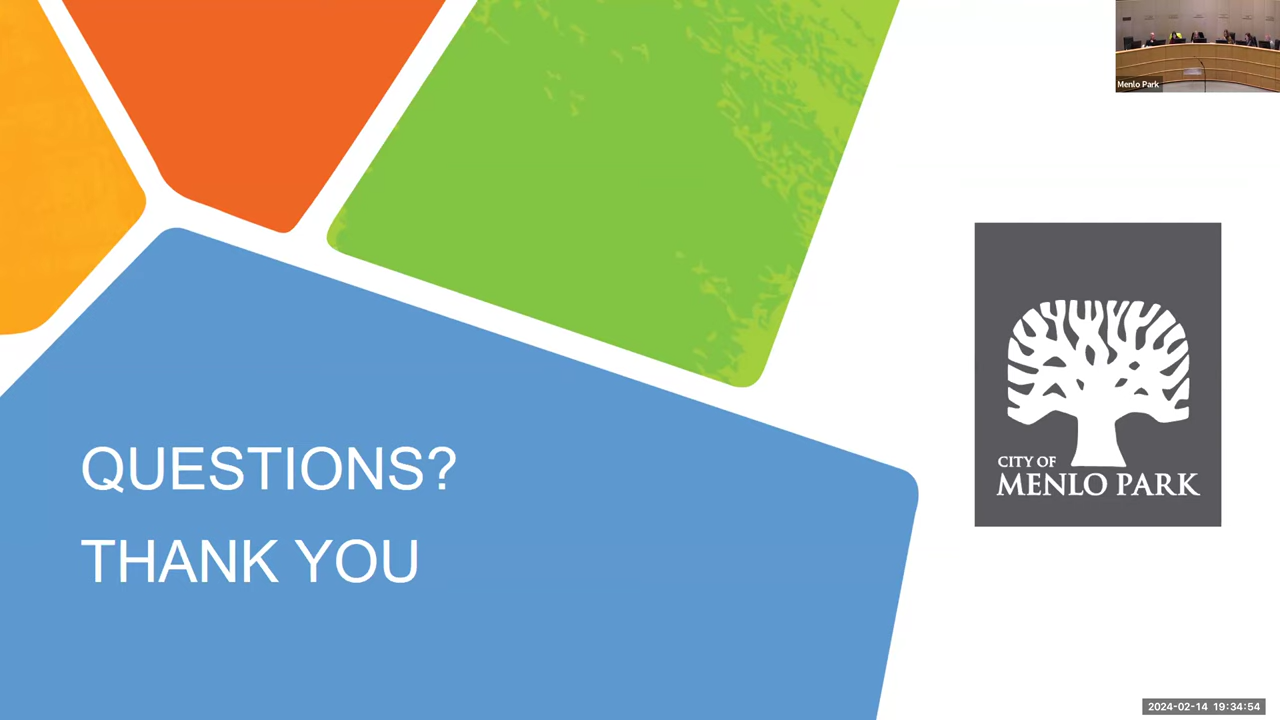 Menlo Park
QUESTIONS?
THANK YOU
CITY OF
MENLO PARK
2024-02-14 19:34:54